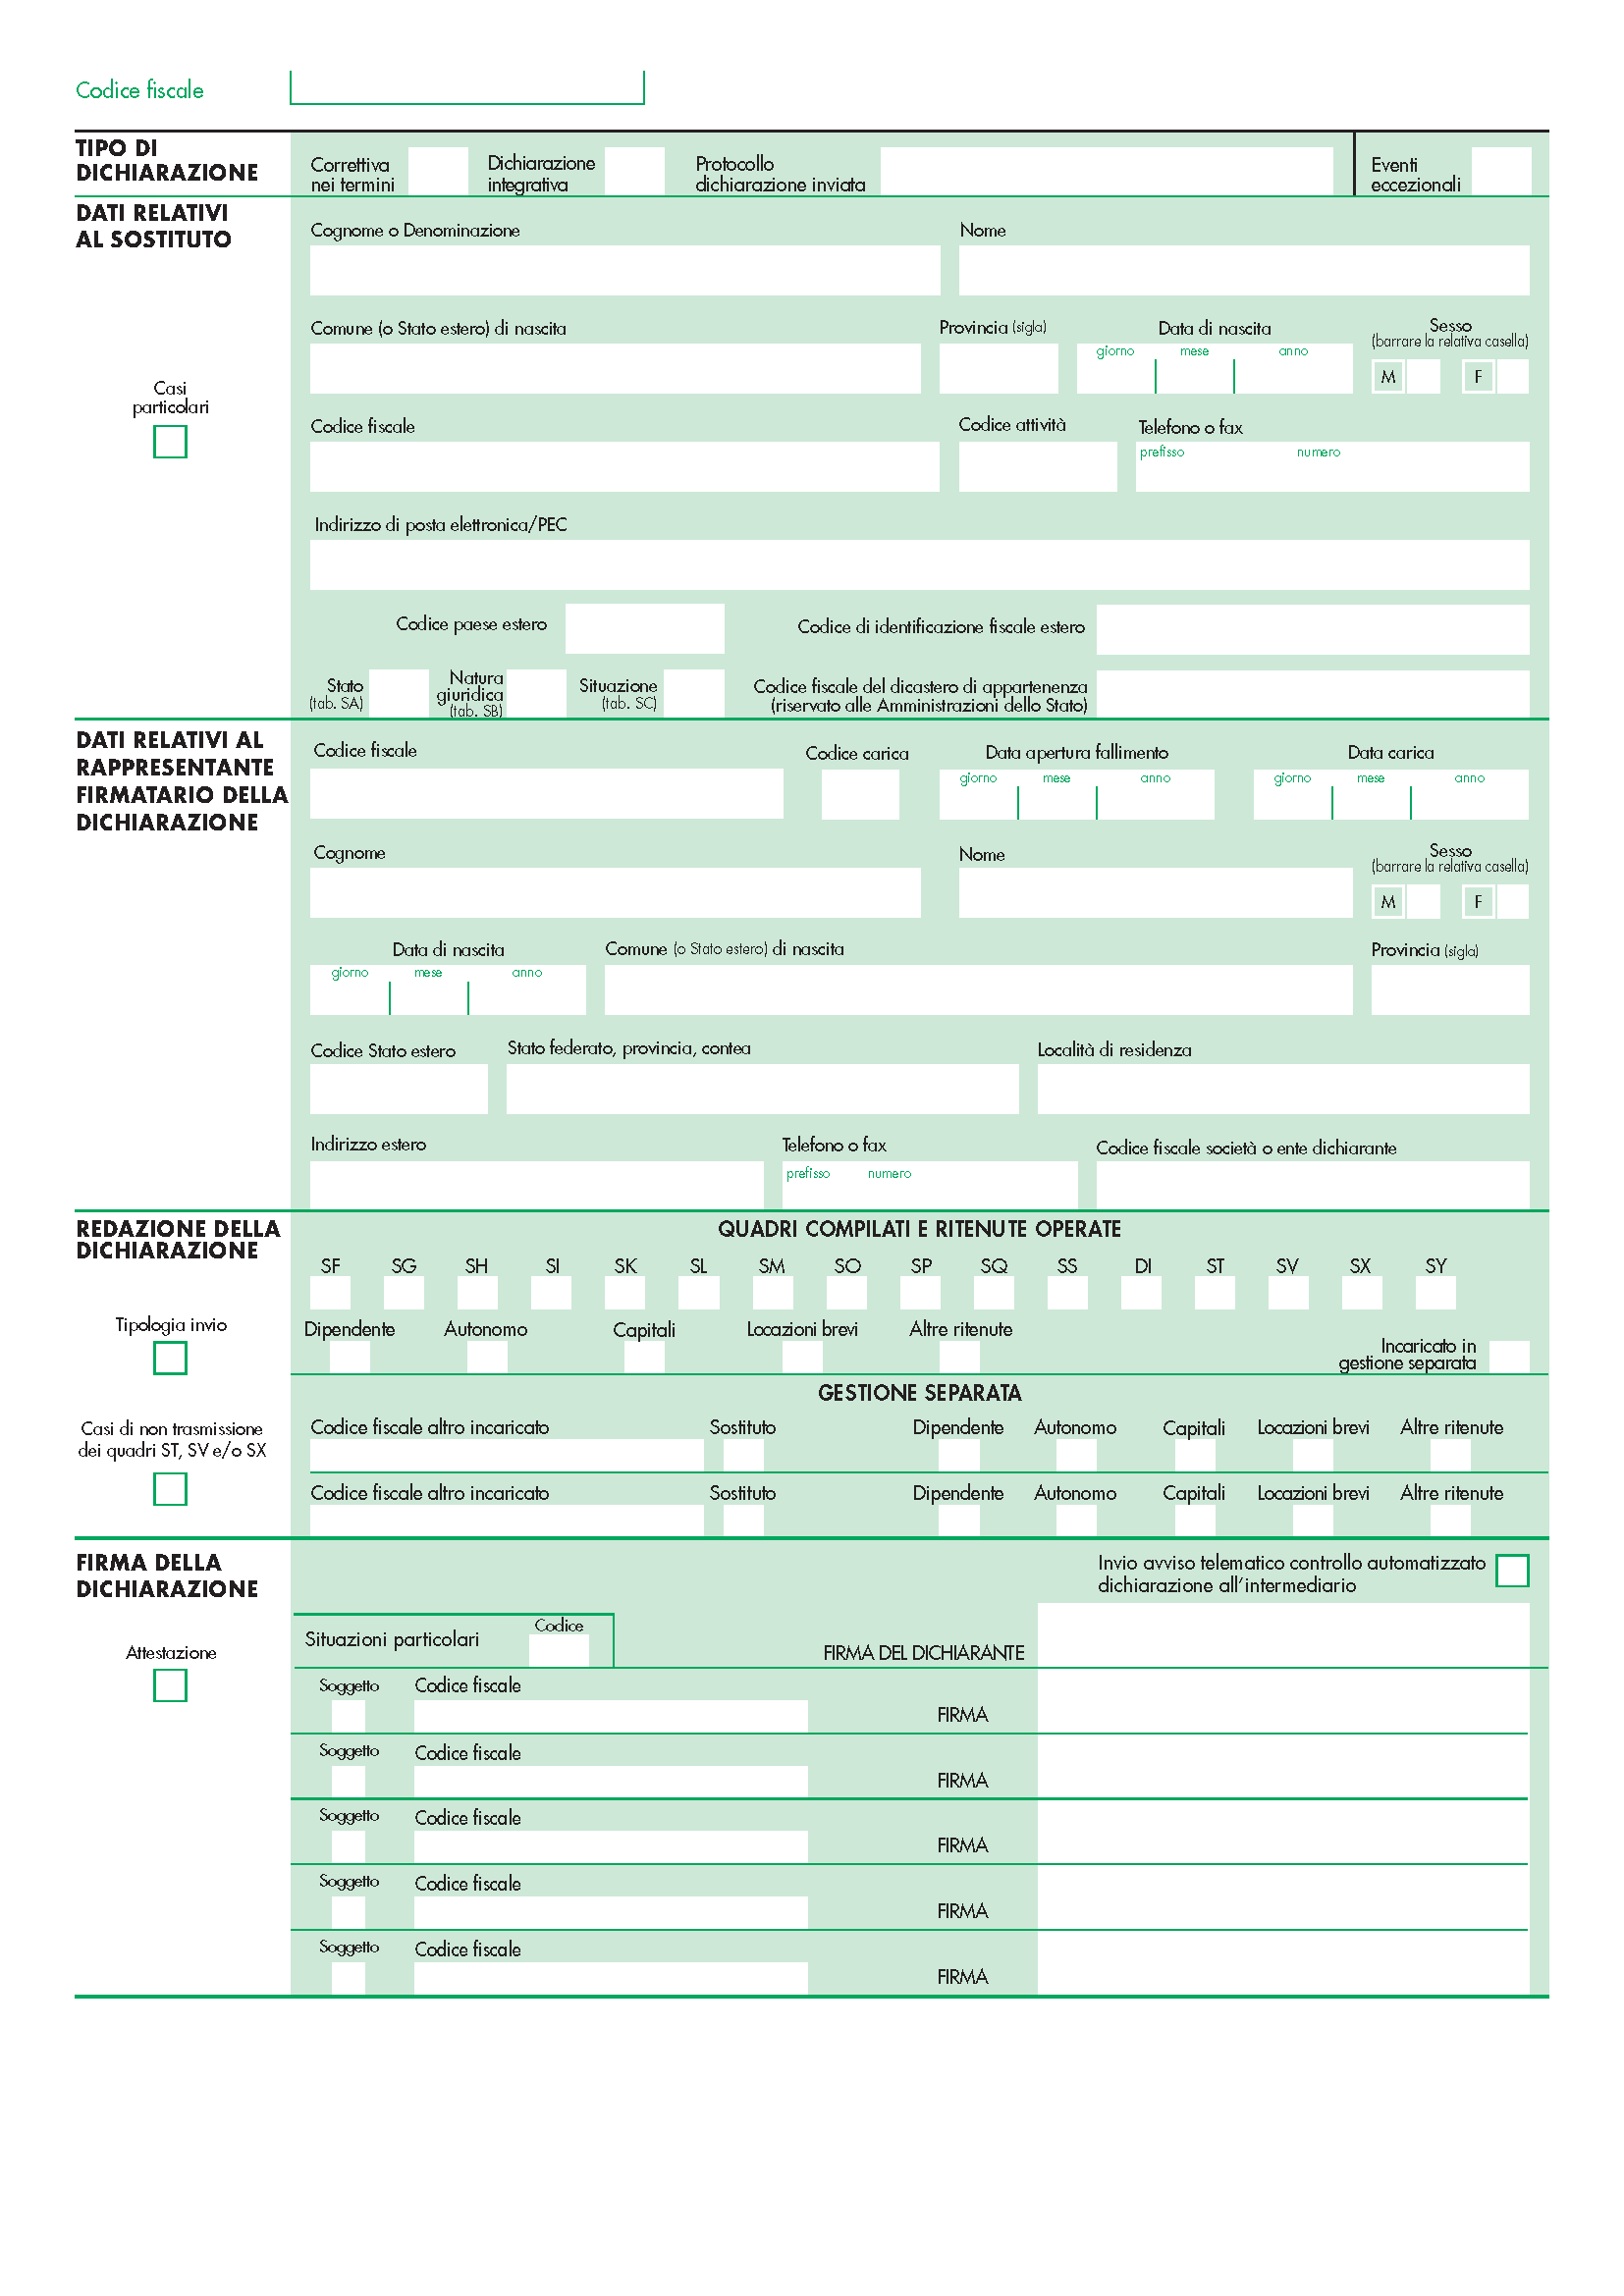 Codice fiscale
TIPO DI
DICHIARAZIONE
Correttiva
nei termini
Dichiarazione
integrativa
Protocollo
dichiarazione inviata
Eventi
eccezionali
DATI RELATIVI
AL SOSTITUTO
Cognome o Denominazione Nome
Comune (o Stato estero) di nascita Provincia (sigla) Data di nascita Sesso
(barrare la relativa casella)
giorno mese anno
M F
Casi
particolari
Codice fiscale Codice attività Telefono o fax
prefisso numero
Indirizzo di posta elettronica/PEC
Codice paese estero Codice di identificazione fiscale estero
Stato
(tab. SA)
Natura
giuridica
(tab. SB)
Situazione
(tab. SC)
Codice fiscale del dicastero di appartenenza
(riservato alle Amministrazioni dello Stato)
DATI RELATIVI AL
RAPPRESENTANTE
FIRMATARIO DELLA
DICHIARAZIONE
Codice fiscale Codice carica Data apertura fallimento Data carica
giorno mese anno giorno mese anno
Cognome Nome Sesso
(barrare la relativa casella)
M F
Data di nascita Comune (o Stato estero) di nascita Provincia (sigla)
giorno mese anno
Codice Stato estero Stato federato, provincia, contea Località di residenza
Indirizzo estero Telefono o fax Codice fiscale società o ente dichiarante
prefisso numero
REDAZIONE DELLA
DICHIARAZIONE
QUADRI COMPILATI E RITENUTE OPERATE
SF SG SH SI SK SL SM SO SP SQ SS DI ST SV SX SY
Tipologia invio
Dipendente Autonomo Capitali Locazioni brevi Altre ritenute
Incaricato in
gestione separata
GESTIONE SEPARATA
Casi di non trasmissione
dei quadri ST, SV e/o SX
Codice fiscale altro incaricato Sostituto Dipendente Autonomo Capitali Locazioni brevi Altre ritenute
Codice fiscale altro incaricato Sostituto Dipendente Autonomo Capitali Locazioni brevi Altre ritenute
FIRMA DELLA
DICHIARAZIONE
Invio avviso telematico controllo automatizzato
dichiarazione all'intermediario
Attestazione
Situazioni particolari Codice
FIRMA DEL DICHIARANTE
Soggetto Codice fiscale
FIRMA
Soggetto Codice fiscale
FIRMA
Soggetto Codice fiscale
FIRMA
Soggetto Codice fiscale
FIRMA
Soggetto Codice fiscale
FIRMA